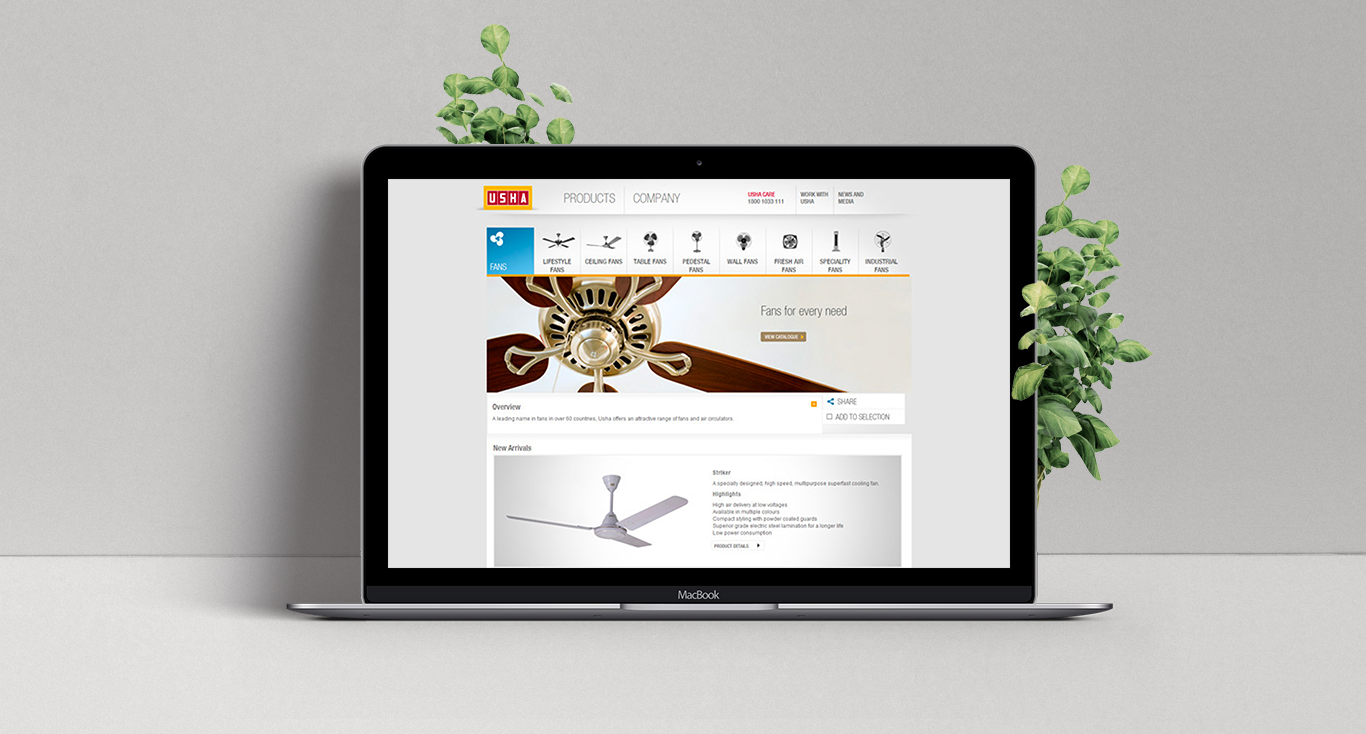 USHA
PRODUCTS
COMPANY
USHA CARE
1800 1033 111
WORK WITH
USHA
NEWS AND
MEDIA
FANS
LIFESTYLE
FANS
CEILING FANS
TABLE FANS
PEDESTAL
FANS
WALL FANS
FRESH AIR
FANS
SPECIALITY
FANS
INDUSTRIAL
FANS
Fans for every need
VIEW CATALOGUE
Overview
A leading name in fans in over 60 countries, Usha offers an attractive range of fans and air circulators.
SHARE
ADD TO SELECTION
New Arrivals
Striker
A specially designed, high speed, multipurpose superfast cooling fan.
Highlights
High air delivery at low voltages
Available in multiple colours
Compact styling with powder coated guards
Superior grade electric steel lamination for a longer life
Low power consumption
PRODUCT DETAILS
MacBook